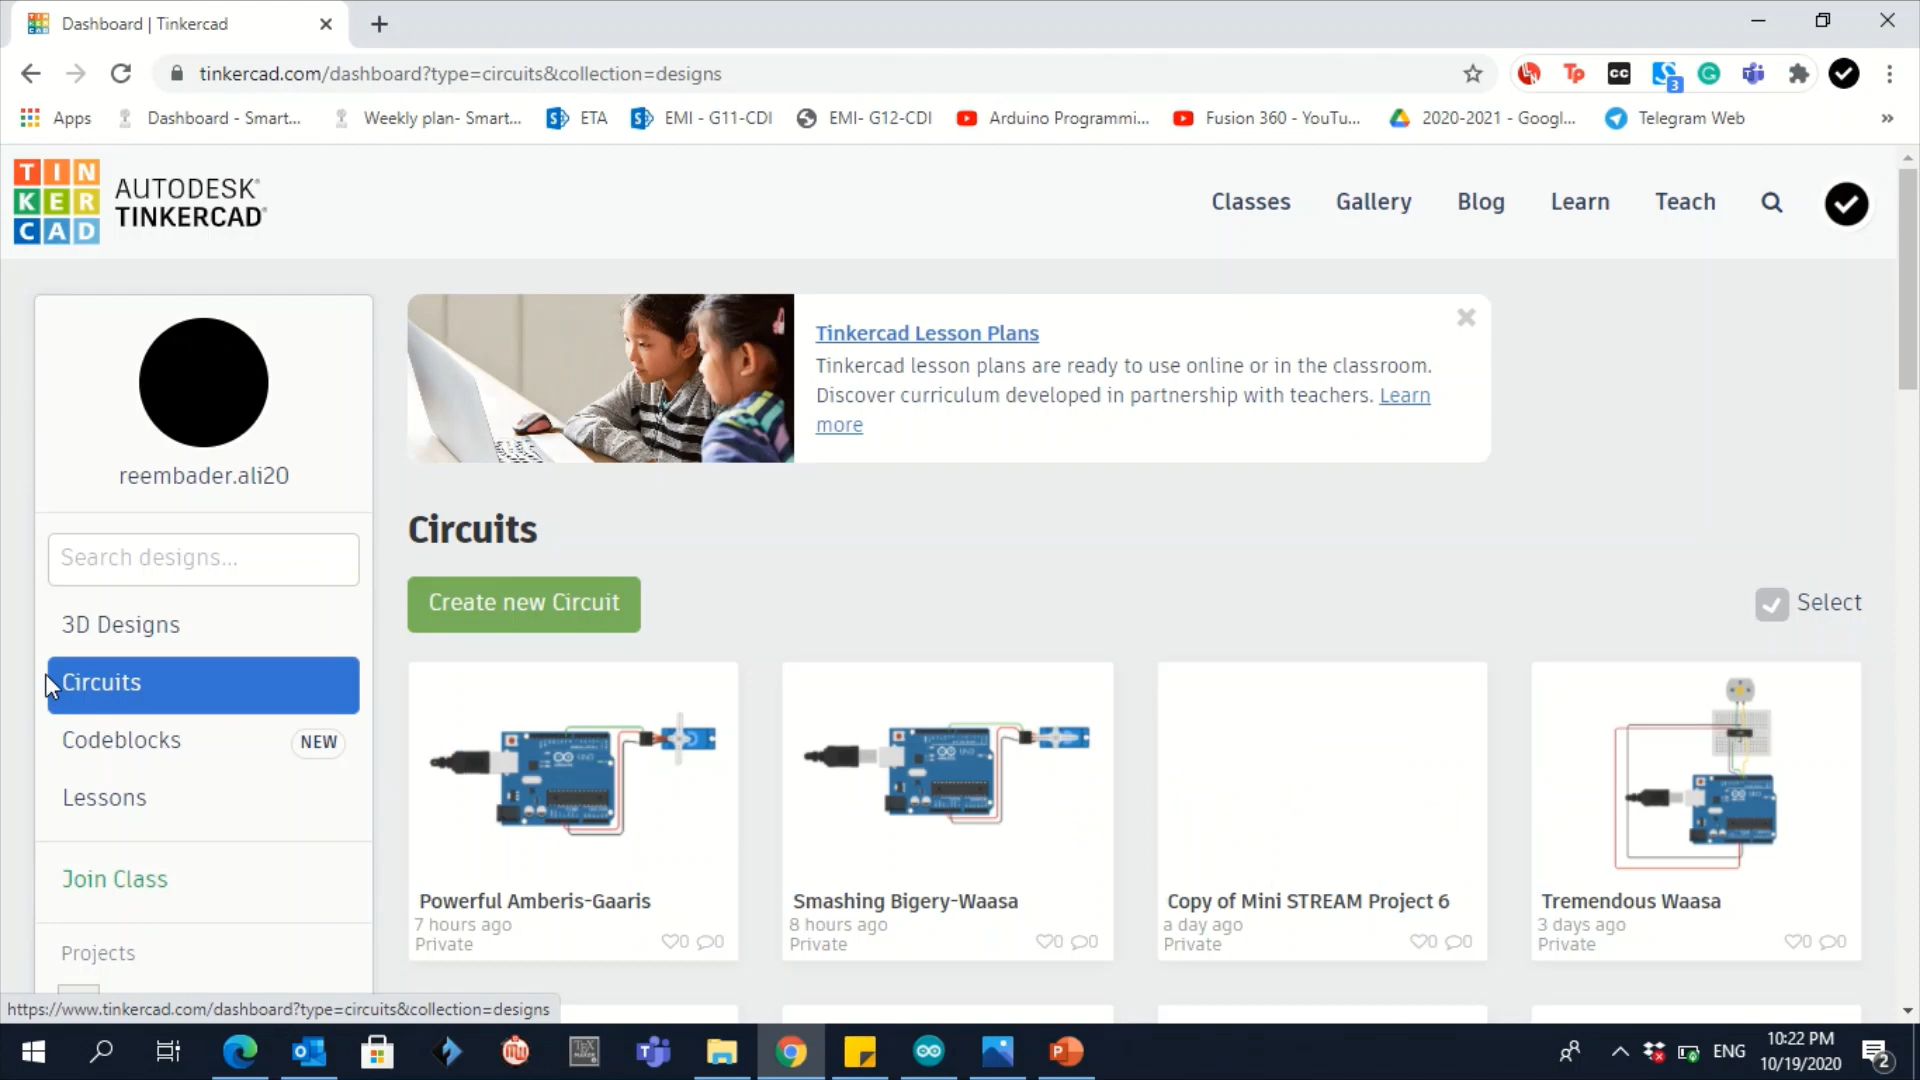 Dashboard | Tinkercad
tinkercad.com/dashboard?type=circuits&collection=designs
Tp
CC
3
Apps
Dashboard - Smart...
Weekly plan- Smart...
ETA
EMI - G11-CDI
EMI- G12-CDI
Arduino Programmi...
Fusion 360 - YouTu...
2020-2021 - Googl...
Telegram Web
»
TIN
KER
CAD
AUTODESK®
TINKERCAD®
Classes
Gallery
Blog
Learn
Teach
reembader.ali20
Search designs...
3D Designs
Circuits
Codeblocks
NEW
Lessons
Join Class
Projects
Tinkercad Lesson Plans
Tinkercad lesson plans are ready to use online or in the classroom.
Discover curriculum developed in partnership with teachers. Learn
more
Circuits
Create new Circuit
Select
Powerful Amberis-Gaaris
7 hours ago
Private
0 0
Smashing Bigery-Waasa
8 hours ago
Private
0 0
Copy of Mini STREAM Project 6
a day ago
Private
0 0
Tremendous Waasa
3 days ago
Private
0 0
https://www.tinkercad.com/dashboard?type=circuits&collection=designs
ENG
10:22 PM
10/19/2020
2